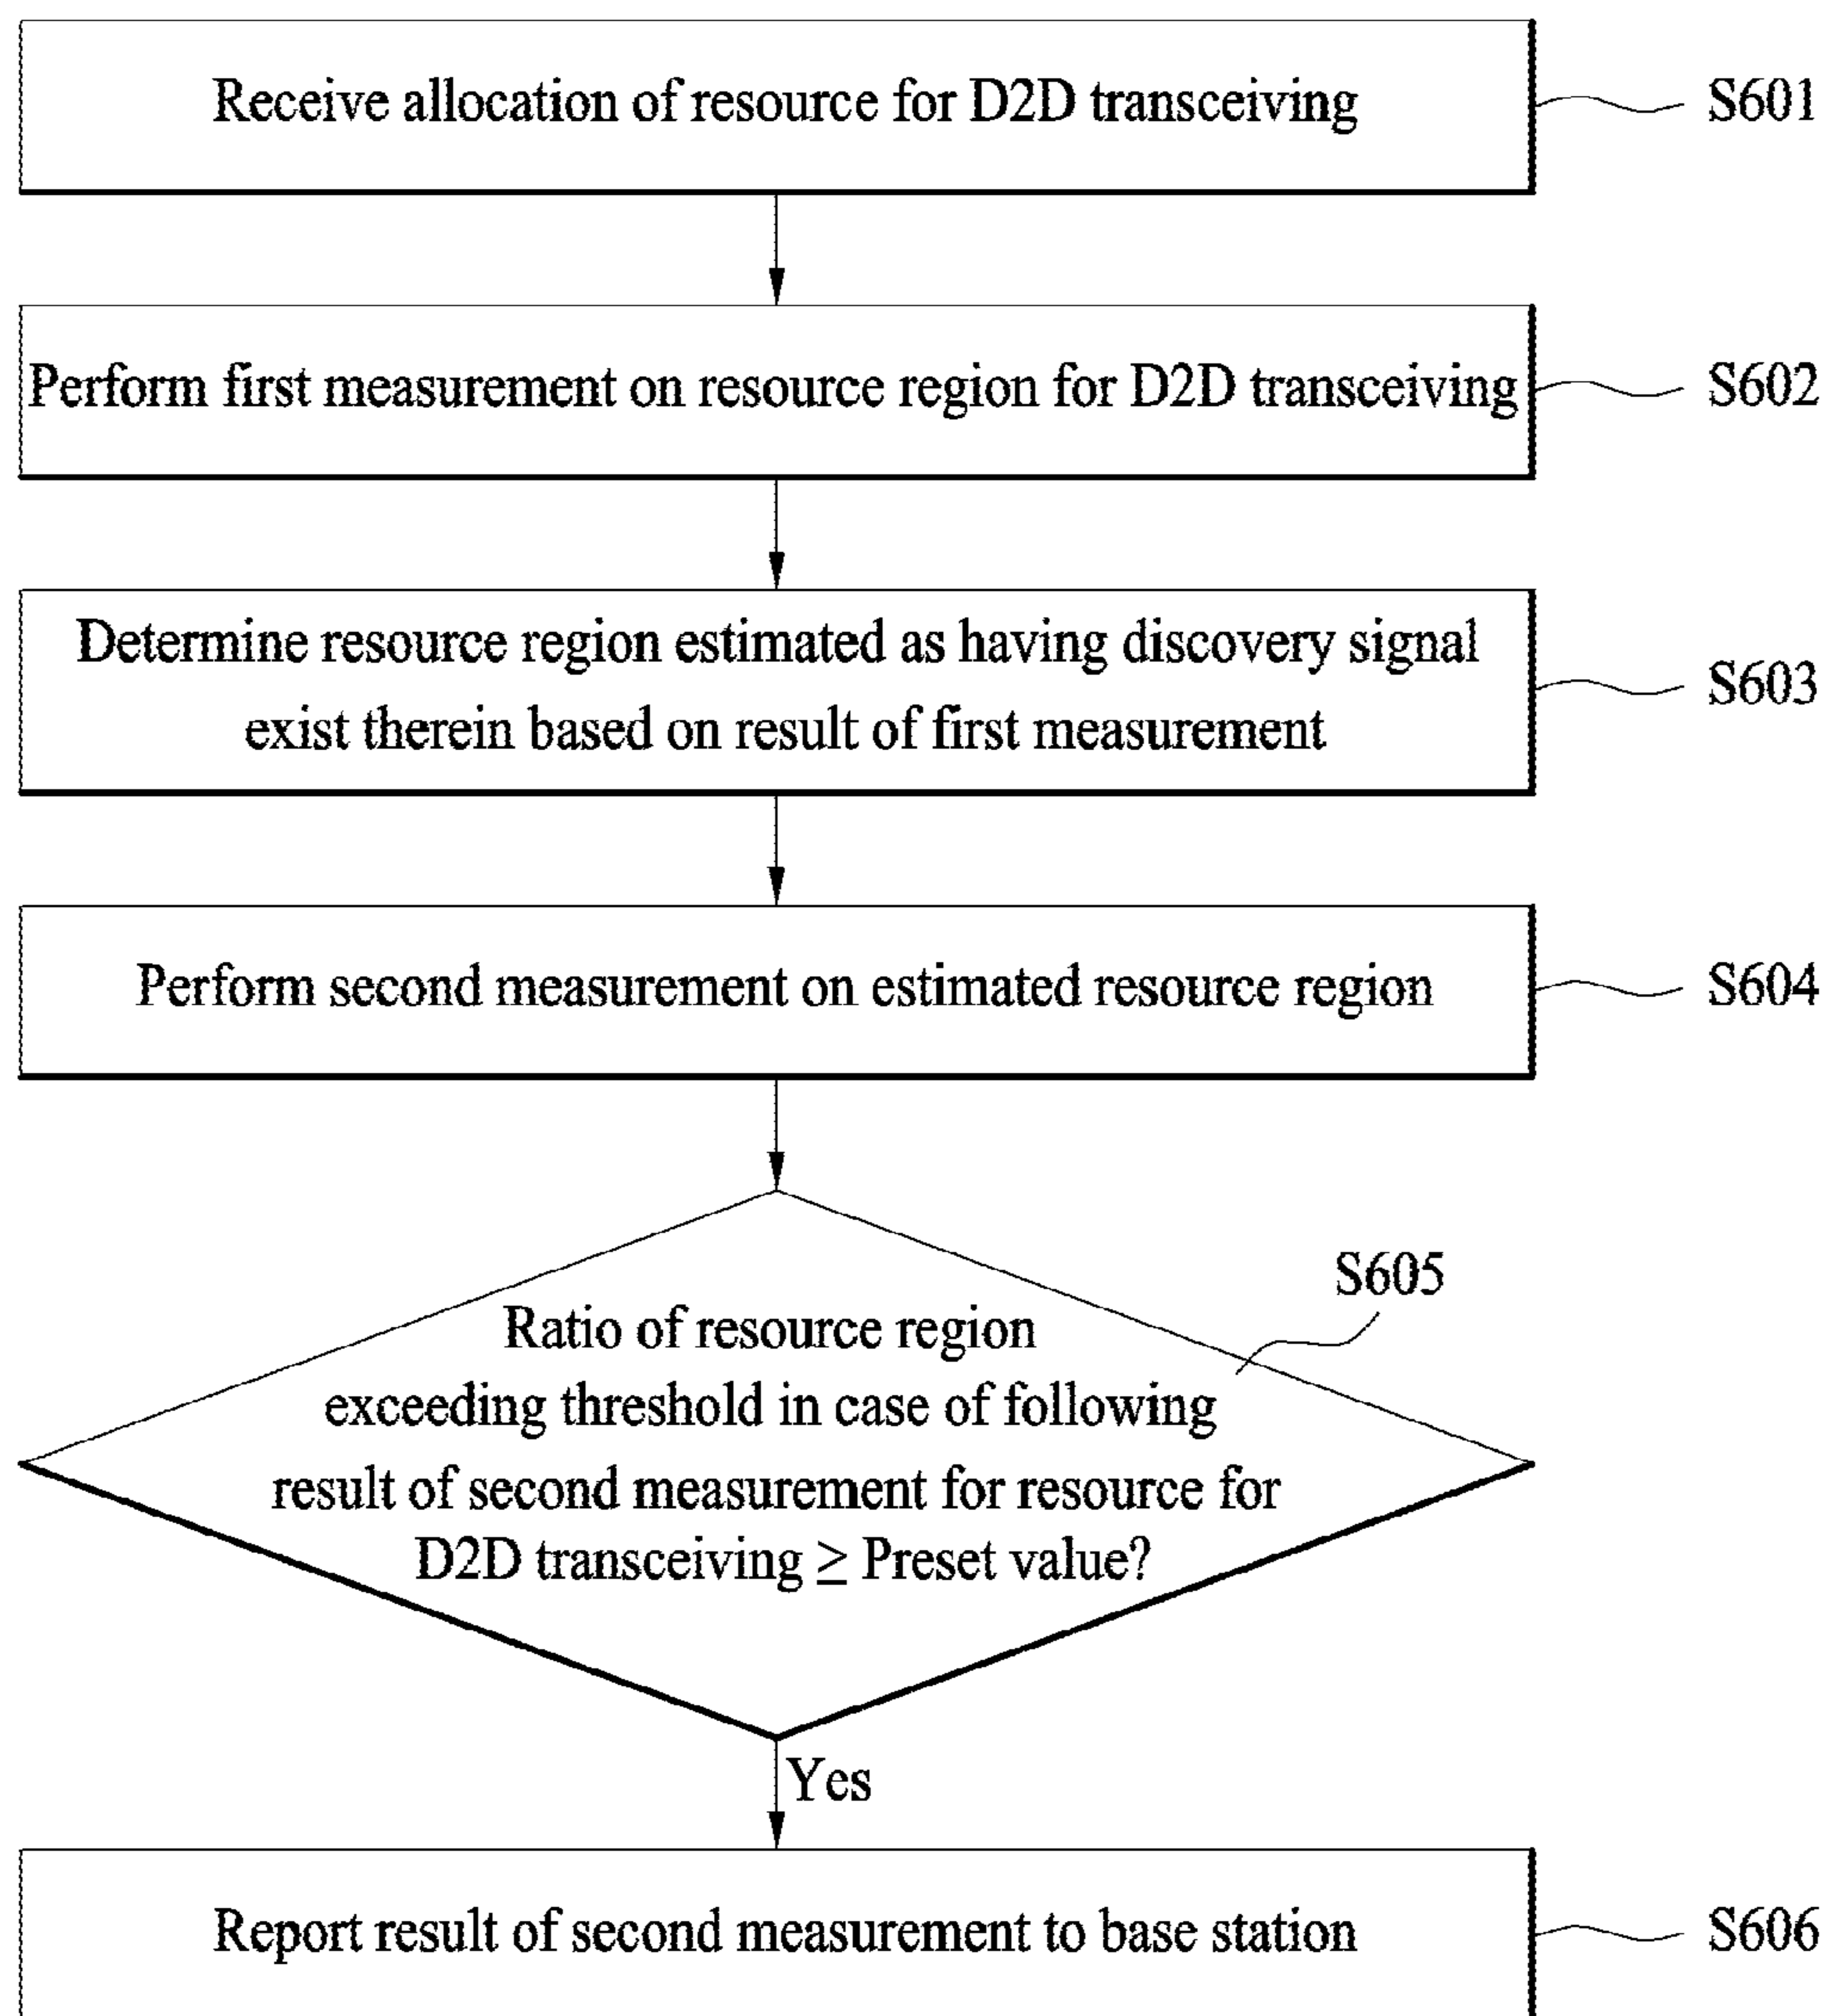 Receive allocation of resource for D2D transceiving
S601
Perform first measurement on resource region for D2D transceiving
S602
Determine resource region estimated as having discovery signal
exist therein based on result of first measurement
S603
Perform second measurement on estimated resource region
S604
S605
Ratio of resource region
exceeding threshold in case of following
result of second measurement for resource for
D2D transceiving ≥ Preset value?
Yes
Report result of second measurement to base station
S606